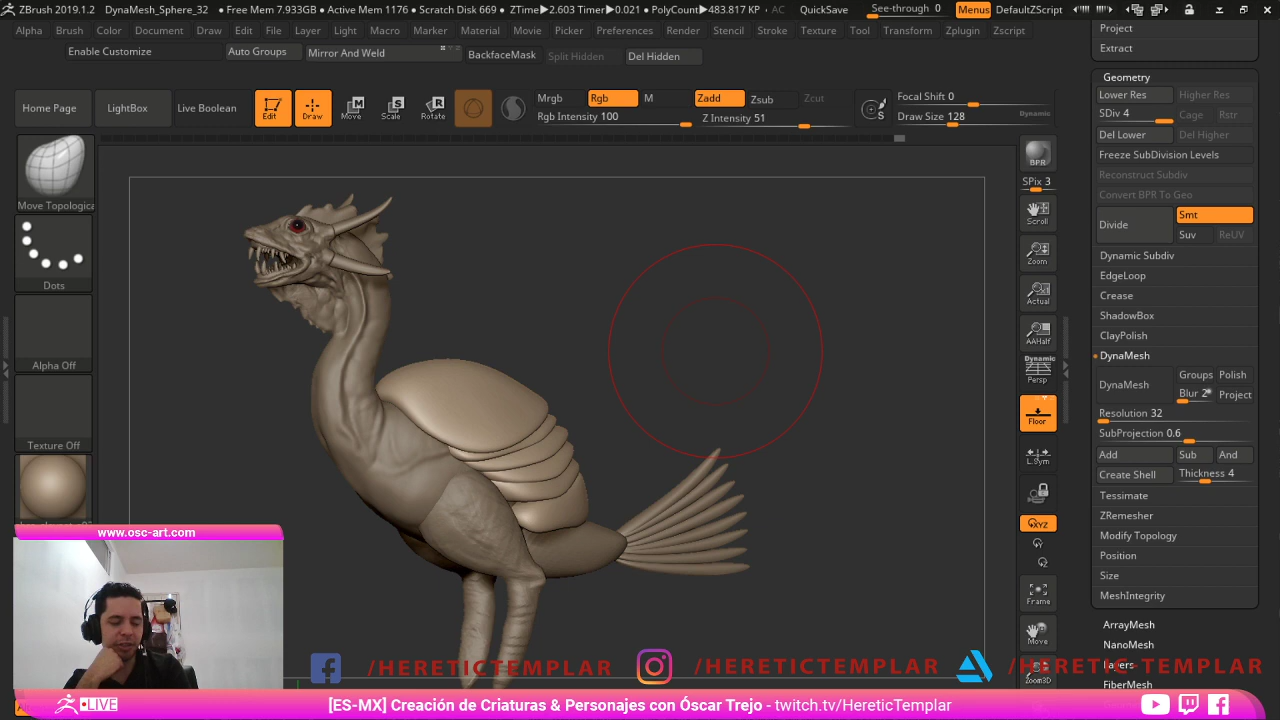 ZBrush 2019.1.2 DynaMesh_Sphere_32 • Free Mem 7.933GB • Active Mem 1176 • Scratch Disk 669 • ZTime▶2.603 Timer▶0.021 • PolyCount▶483.817 KP • AC QuickSave See-through 0 Menus DefaultZScript
Alpha Brush Color Document Draw Edit File Layer Light Macro Marker Material Movie Picker Preferences Render Stencil Stroke Texture Tool Transform Zplugin Zscript
Enable Customize Auto Groups Mirror And Weld BackfaceMask Split Hidden Del Hidden
Home Page LightBox Live Boolean Edit Draw Move Scale Rotate
Mrgb Rgb M Zadd Zsub Zcut Focal Shift 0
Rgb Intensity 100 Z Intensity 51 Draw Size 128 Dynamic
Move Topologica
Dots
Alpha Off
Texture Off
BPR
SPix 3
Scroll
Zoom
Actual
AAHalf
Dynamic
Persp
Floor
L.Sym
XYZ
Frame
Move
Zoom3D
Project
Extract
Geometry
Lower Res Higher Res
SDiv 4 Cage Rstr
Del Lower Del Higher
Freeze SubDivision Levels
Reconstruct Subdiv
Convert BPR To Geo
Divide Smt
Suv ReUV
Dynamic Subdiv
EdgeLoop
Crease
ShadowBox
ClayPolish
DynaMesh
DynaMesh Groups Polish
Blur 2 Project
Resolution 32
SubProjection 0.6
Add Sub And
Create Shell Thickness 4
Tessimate
ZRemesher
Modify Topology
Position
Size
MeshIntegrity
ArrayMesh
NanoMesh
Layers
FiberMesh
www.osc-art.com
/HERETICTEMPLAR /HERETICTEMPLAR /HERETIC-TEMPLAR
LIVE [ES-MX] Creación de Criaturas & Personajes con Óscar Trejo - twitch.tv/HereticTemplar